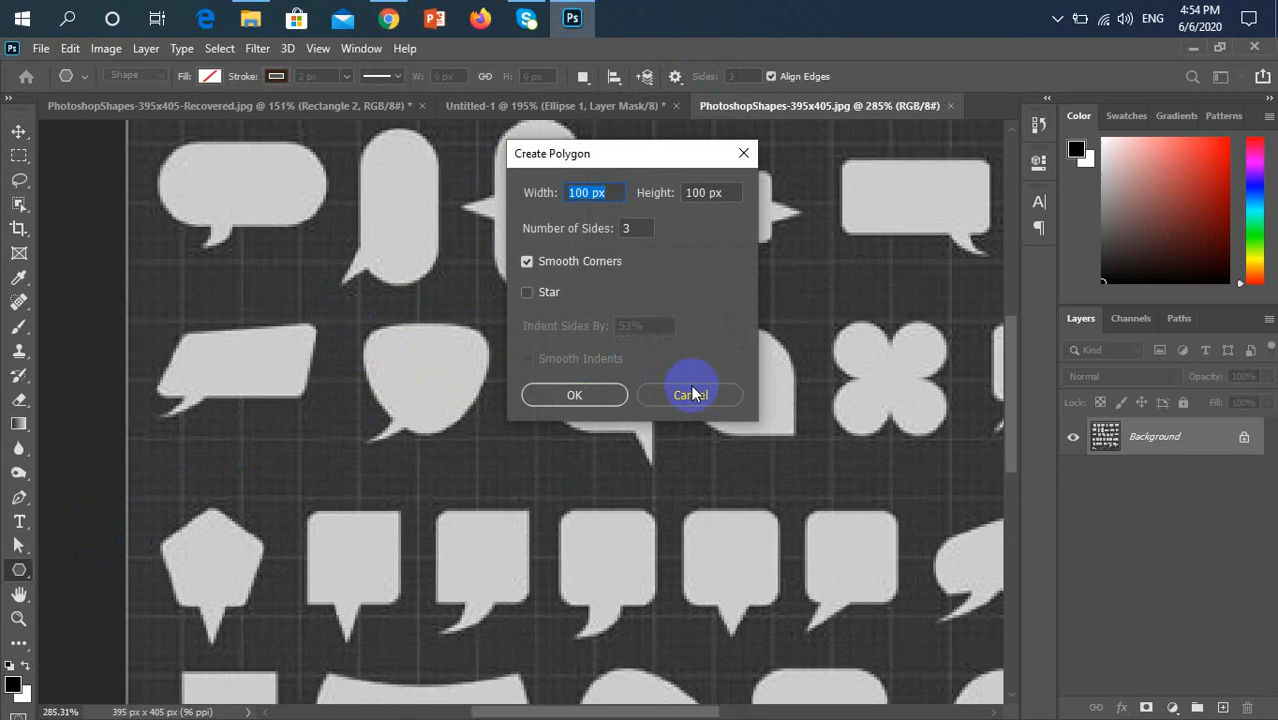 4:54 PM
ENG
6/6/2020
Ps
File Edit Image Layer Type Select Filter 3D View Window Help
Shape Fill: Stroke: 2 px W: 0 px H: 0 px Sides: 3 Align Edges
PhotoshopShapes-395x405-Recovered.jpg @ 151% (Rectangle 2, RGB/8#) * Untitled-1 @ 195% (Ellipse 1, Layer Mask/8) * PhotoshopShapes-395x405.jpg @ 285% (RGB/8#)
Color Swatches Gradients Patterns
Create Polygon
Width: 100 px Height: 100 px
Number of Sides: 3
Smooth Corners
Star
Indent Sides By: 53%
Smooth Indents
OK Cancel
Layers Channels Paths
Kind
Normal Opacity: 100%
Lock: Fill: 100%
Background
285.31% 395 px x 405 px (96 ppi)